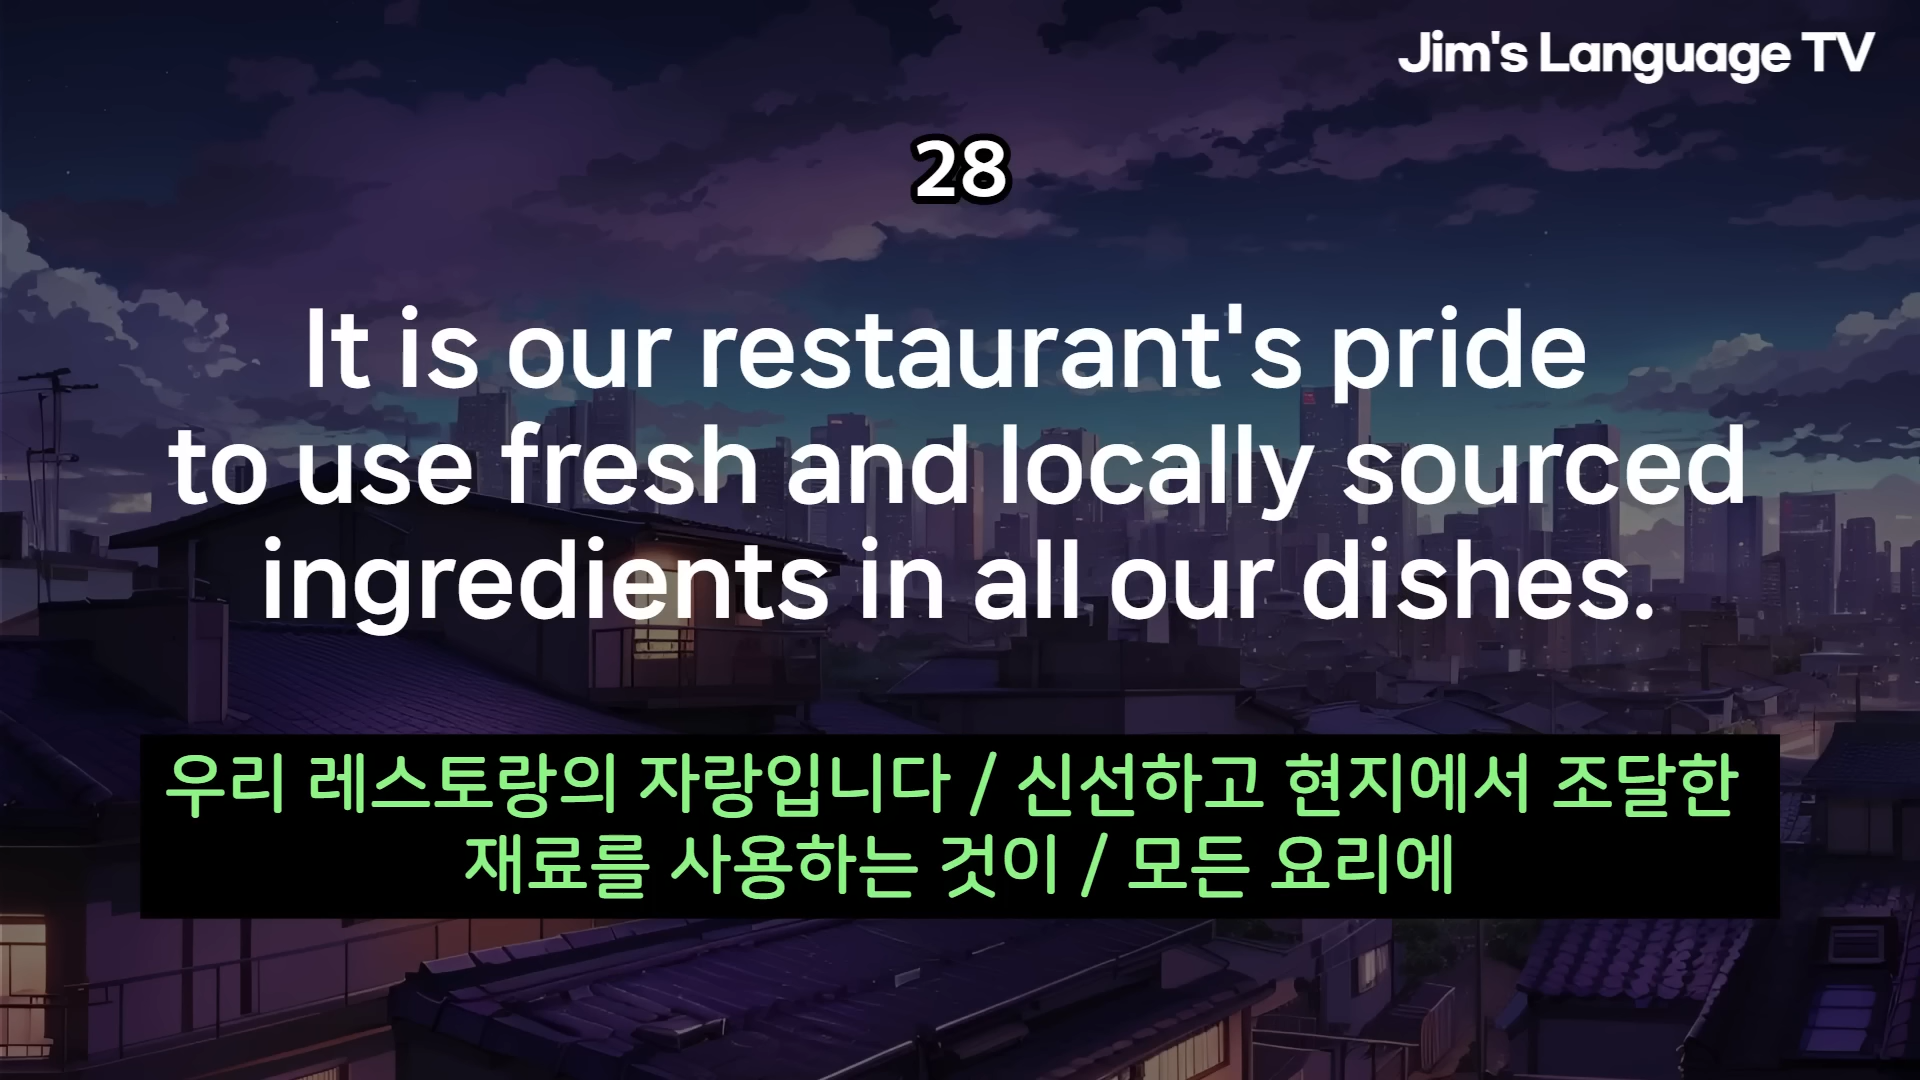 Jim's Language TV
28
It is our restaurant's pride
to use fresh and locally sourced
ingredients in all our dishes.
우리 레스토랑의 자랑입니다 / 신선하고 현지에서 조달한
재료를 사용하는 것이 / 모든 요리에